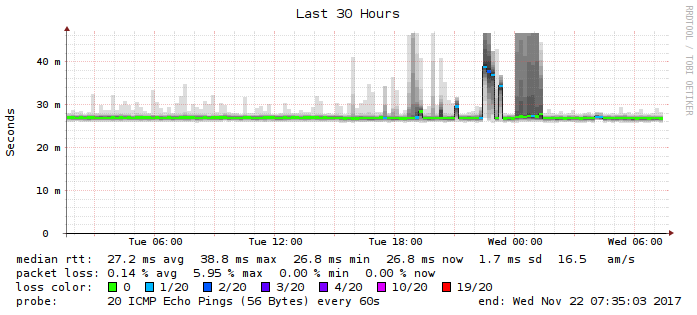 Last 30 Hours
RRDTOOL / TOBI OETIKER
Seconds
40 m
30 m
20 m
10 m
0
Tue 06:00 Tue 12:00 Tue 18:00 Wed 00:00 Wed 06:00
median rtt: 27.2 ms avg 38.8 ms max 26.8 ms min 26.8 ms now 1.7 ms sd 16.5 am/s
packet loss: 0.14 % avg 5.95 % max 0.00 % min 0.00 % now
loss color: 0 1/20 2/20 3/20 4/20 10/20 19/20
probe: 20 ICMP Echo Pings (56 Bytes) every 60s end: Wed Nov 22 07:35:03 2017